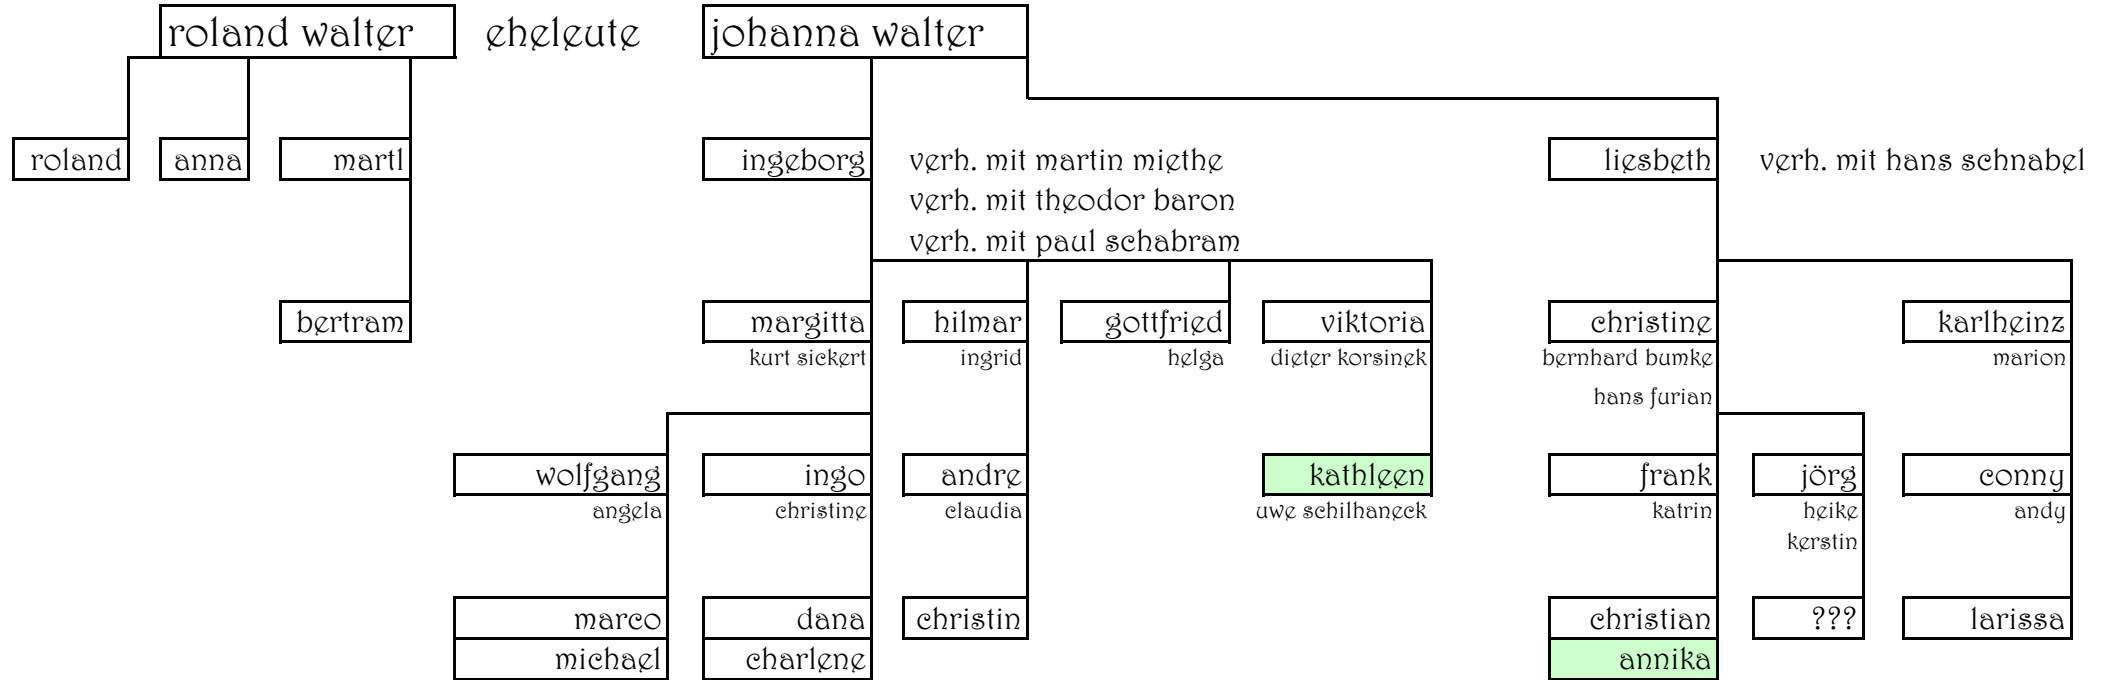 roland walter eheleute johanna walter
roland anna martl ingeborg verh. mit martin miethe liesbeth verh. mit hans schnabel
verh. mit theodor baron
verh. mit paul schabram
bertram margitta hilmar gottfried viktoria christine karlheinz
kurt sickert ingrid helga dieter korsinek bernhard bumke marion
hans furian
wolfgang ingo andre kathleen frank jörg conny
angela christine claudia uwe schilhaneck katrin heike andy
kerstin
marco dana christin christian ??? larissa
michael charlene annika